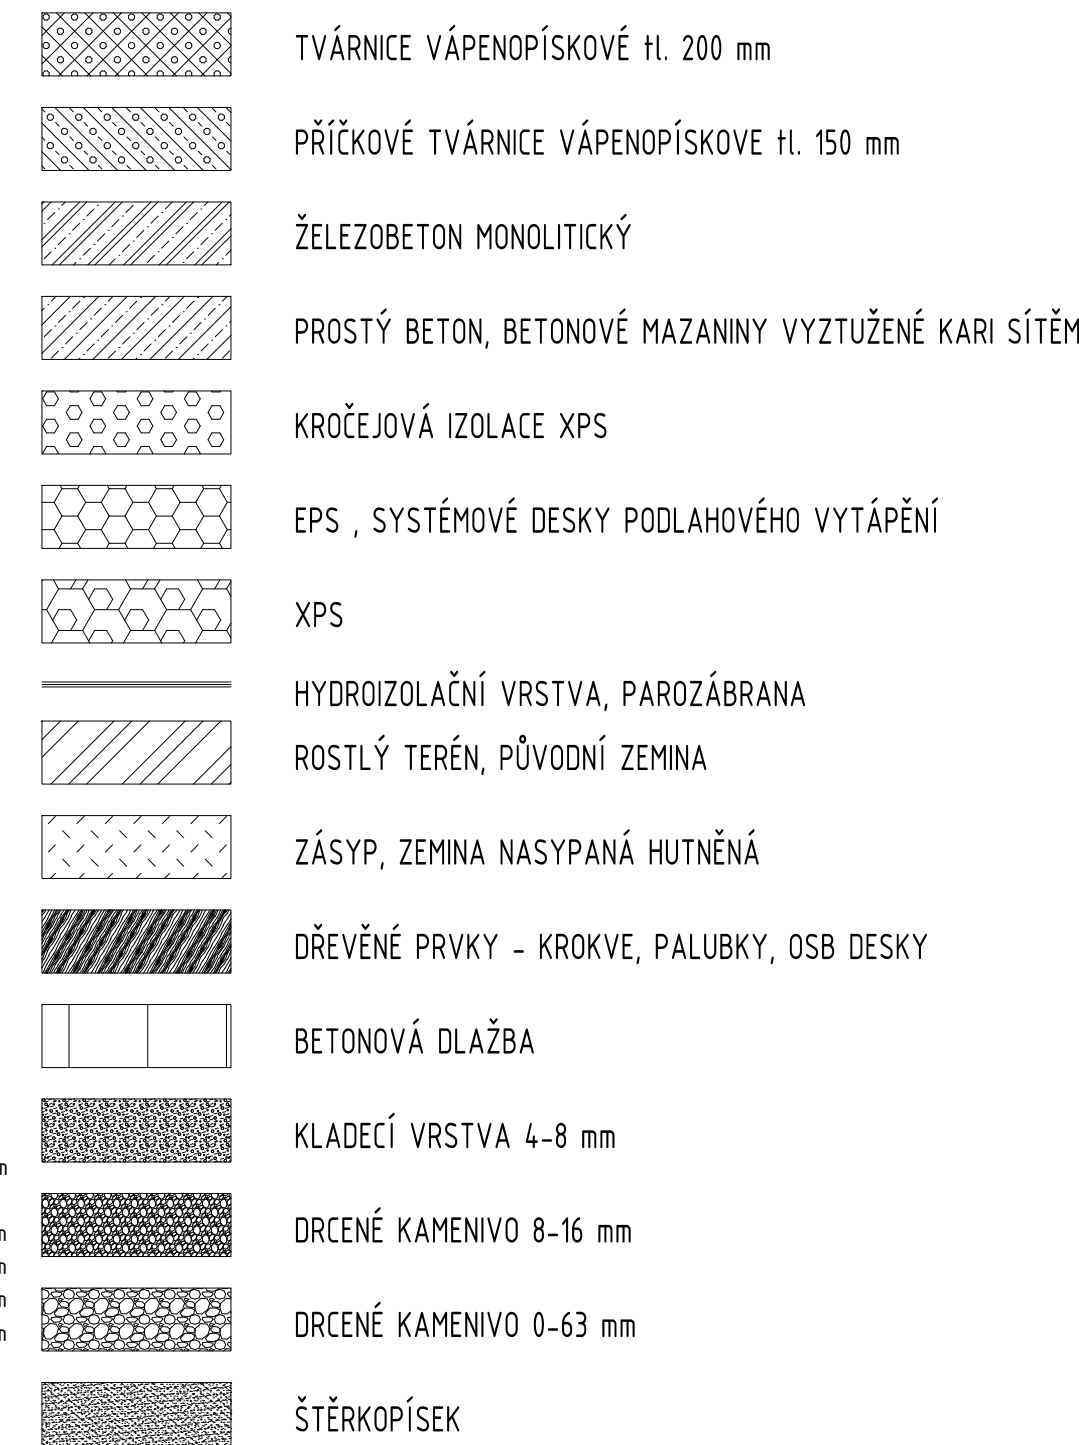 TVÁRNICE VÁPENOPÍSKOVÉ tl. 200 mm
PŘÍČKOVÉ TVÁRNICE VÁPENOPÍSKOVE tl. 150 mm
ŽELEZOBETON MONOLITICKÝ
PROSTÝ BETON, BETONOVÉ MAZANINY VYZTUŽENÉ KARI SÍTĚM
KROČEJOVÁ IZOLACE XPS
EPS , SYSTÉMOVÉ DESKY PODLAHOVÉHO VYTÁPĚNÍ
XPS
HYDROIZOLAČNÍ VRSTVA, PAROZÁBRANA
ROSTLÝ TERÉN, PŮVODNÍ ZEMINA
ZÁSYP, ZEMINA NASYPANÁ HUTNĚNÁ
DŘEVĚNÉ PRVKY - KROKVE, PALUBKY, OSB DESKY
BETONOVÁ DLAŽBA
KLADECÍ VRSTVA 4-8 mm
DRCENÉ KAMENIVO 8-16 mm
DRCENÉ KAMENIVO 0-63 mm
ŠTĚRKOPÍSEK